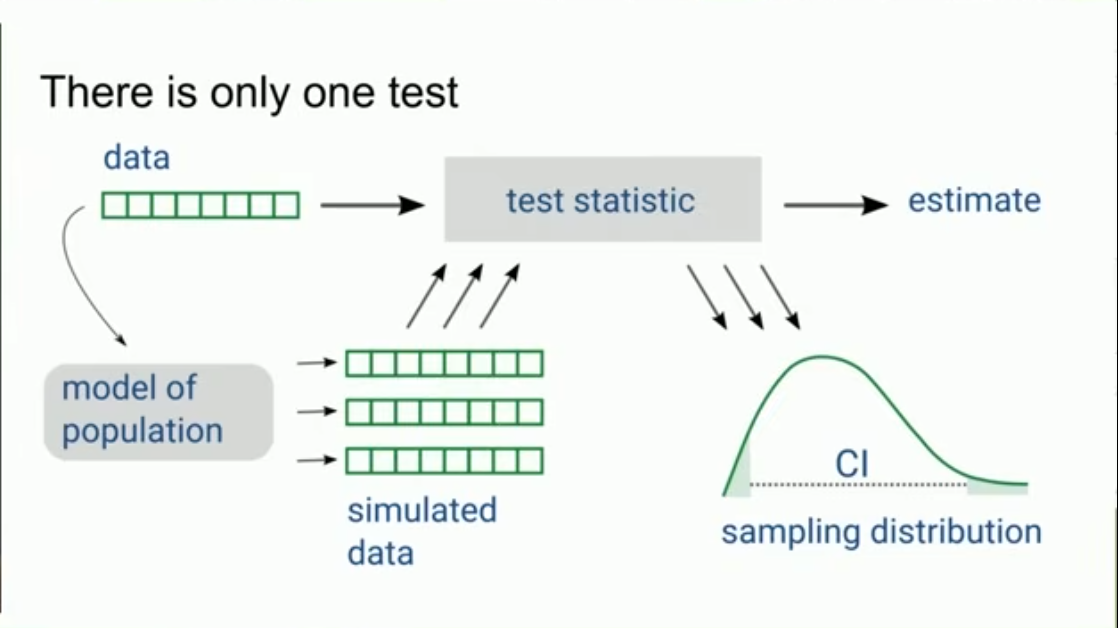 There is only one test
data
test statistic
estimate
model of
population
simulated
data
CI
sampling distribution